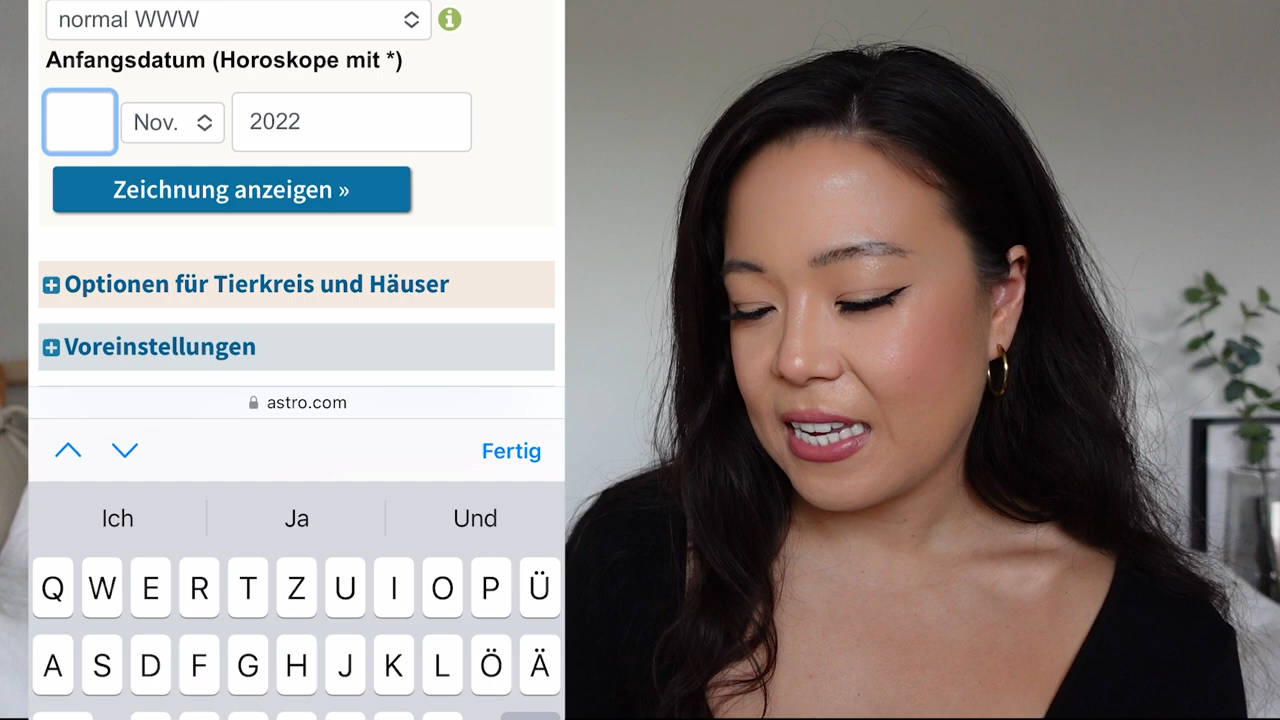 normal WWW
Anfangsdatum (Horoskope mit *)
Nov. 2022
Zeichnung anzeigen »
Optionen für Tierkreis und Häuser
Voreinstellungen
astro.com
Fertig
Ich Ja Und
Q W E R T Z U I O P Ü
A S D F G H J K L Ö Ä